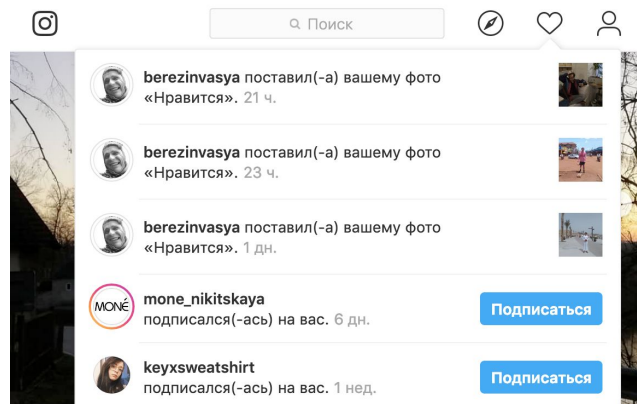 Поиск
berezinvasya поставил(-а) вашему фото
«Нравится». 21 ч.
berezinvasya поставил(-а) вашему фото
«Нравится». 23 ч.
berezinvasya поставил(-а) вашему фото
«Нравится». 1 дн.
MONÉ
mone_nikitskaya
подписался(-ась) на вас. 6 дн.
Подписаться
keyxsweatshirt
подписался(-ась) на вас. 1 нед.
Подписаться